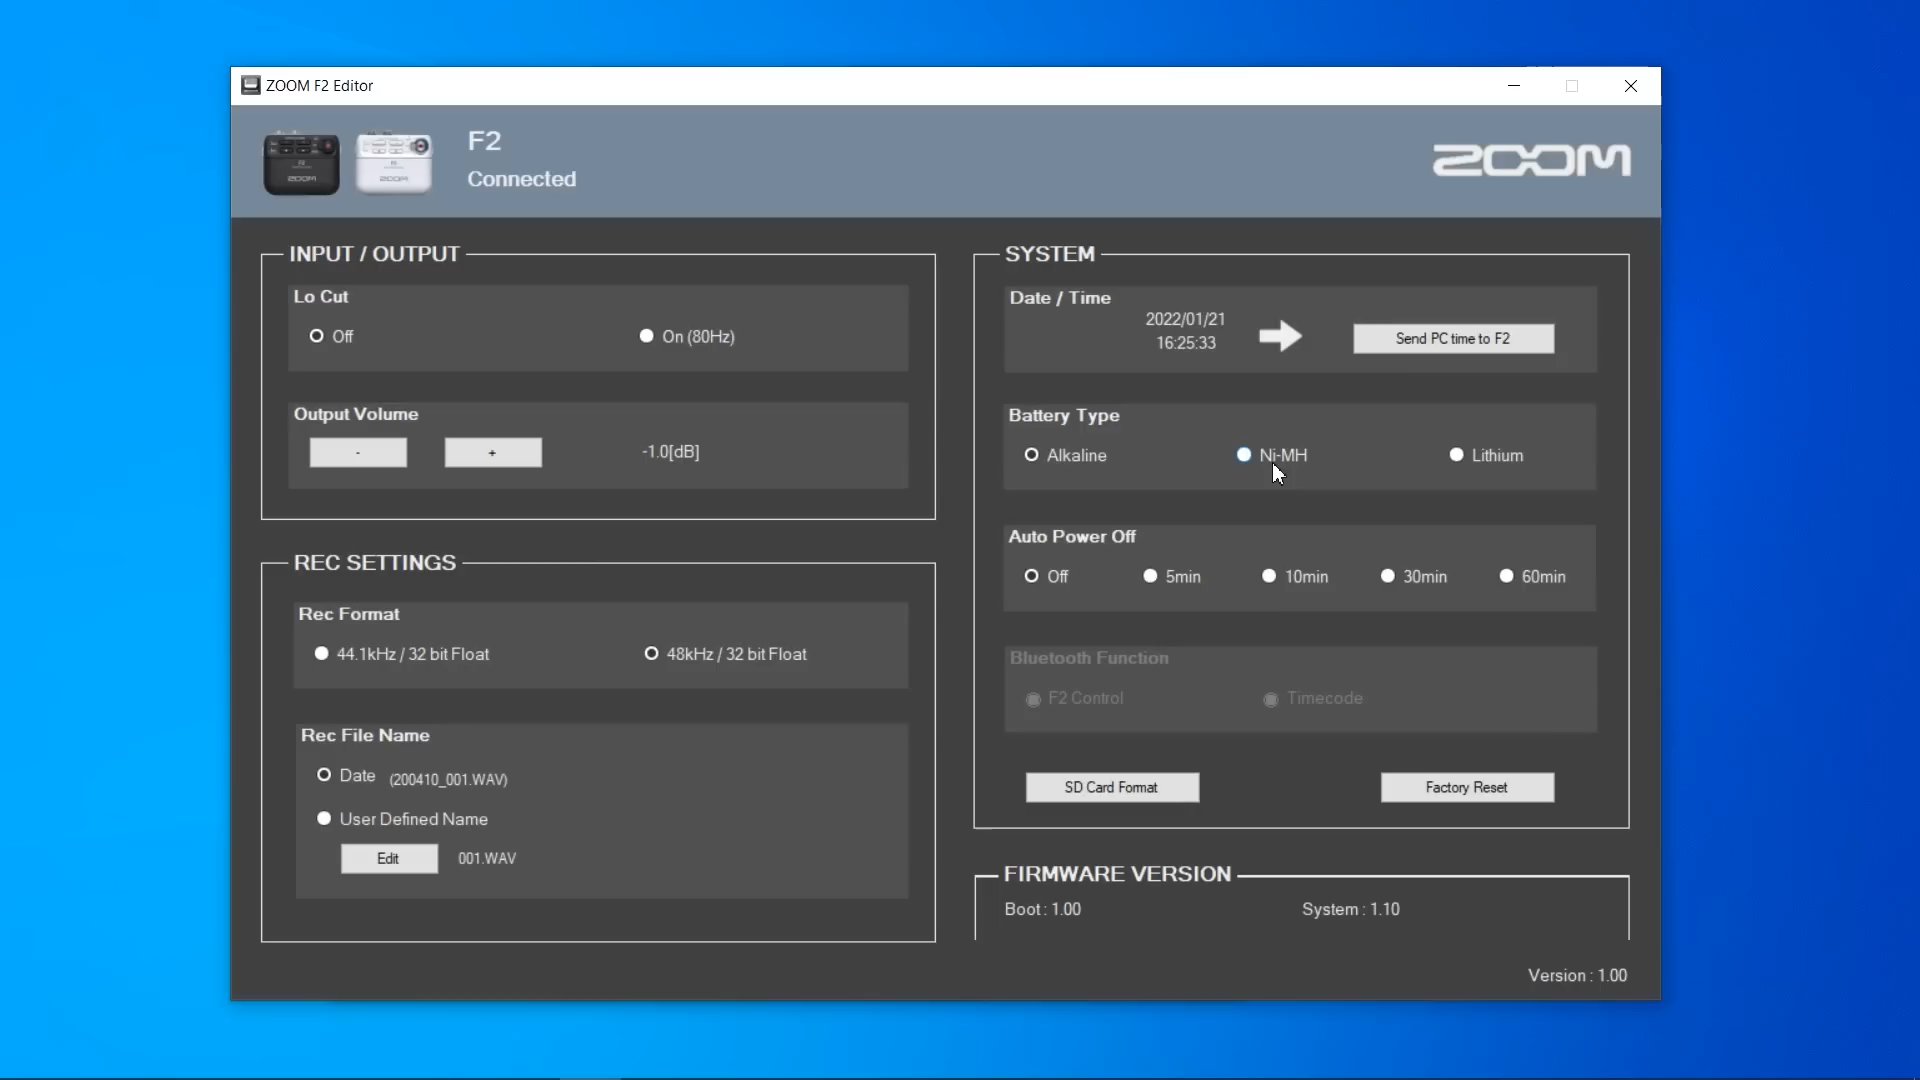 ZOOM F2 Editor
F2
Connected
ZOOM
INPUT / OUTPUT
Lo Cut
Off
On (80Hz)
Output Volume
-
+
-1.0[dB]
REC SETTINGS
Rec Format
44.1kHz / 32 bit Float
48kHz / 32 bit Float
Rec File Name
Date (200410_001.WAV)
User Defined Name
Edit
001.WAV
SYSTEM
Date / Time
2022/01/21
16:25:33
Send PC time to F2
Battery Type
Alkaline
Ni-MH
Lithium
Auto Power Off
Off
5min
10min
30min
60min
Bluetooth Function
F2 Control
Timecode
SD Card Format
Factory Reset
FIRMWARE VERSION
Boot : 1.00
System : 1.10
Version : 1.00